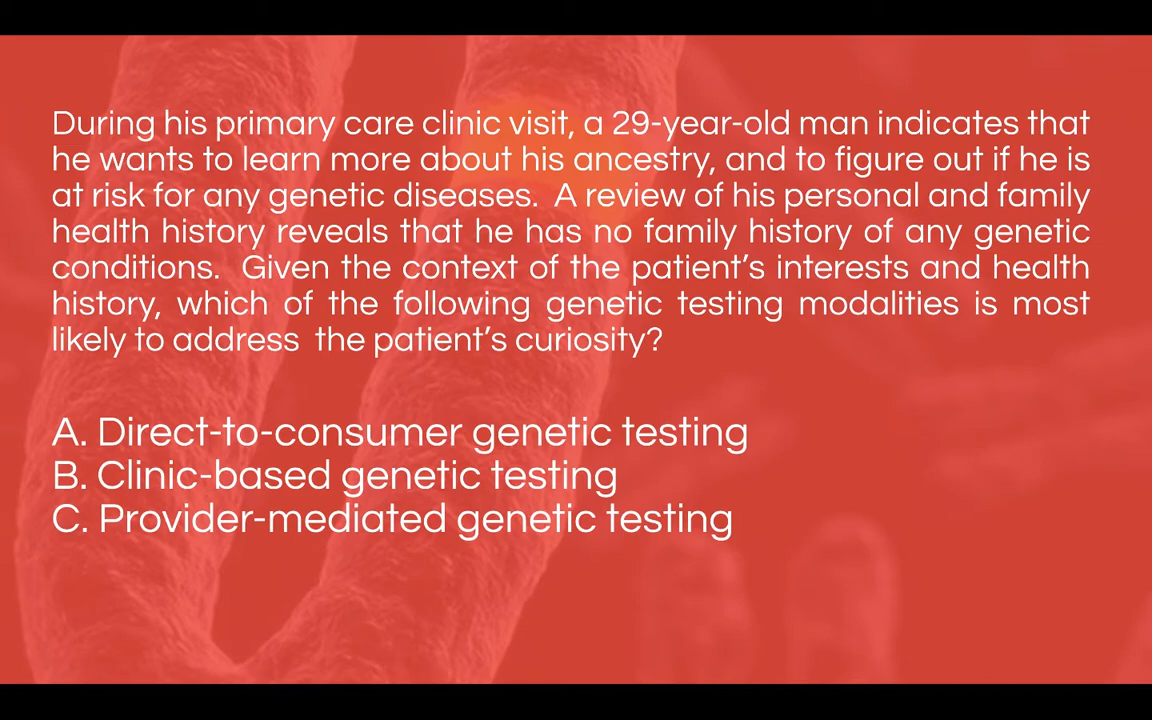 During his primary care clinic visit, a 29-year-old man indicates that
he wants to learn more about his ancestry, and to figure out if he is
at risk for any genetic diseases.  A review of his personal and family
health history reveals that he has no family history of any genetic
conditions.  Given the context of the patient’s interests and health
history, which of the following genetic testing modalities is most
likely to address  the patient’s curiosity?
A. Direct-to-consumer genetic testing
B. Clinic-based genetic testing
C. Provider-mediated genetic testing